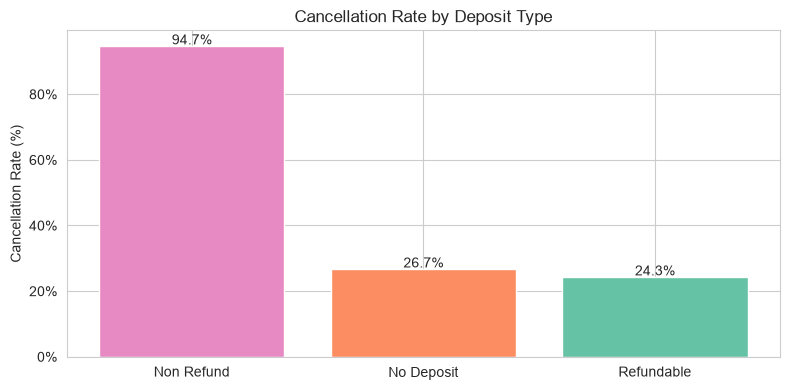 Cancellation Rate by Deposit Type
Cancellation Rate (%)
80%
60%
40%
20%
0%
94.7%
26.7%
24.3%
Non Refund
No Deposit
Refundable